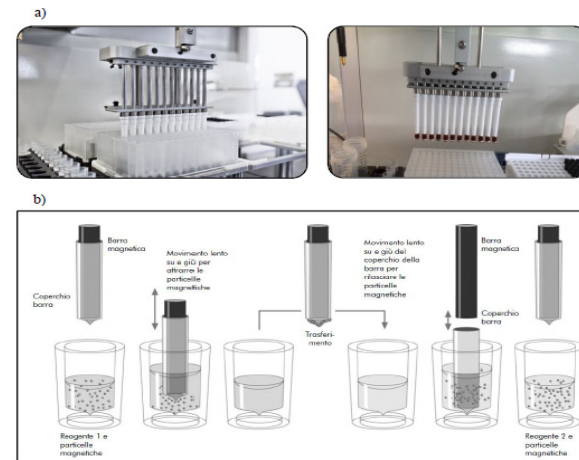 a)
b)
Barra
magnetica
Coperchio
barra
Reagente 1 e
particelle
magnetiche
Movimento lento
su e giù per
attrarre le
particelle
magnetiche
Trasferi-
mento
Movimento lento
su e giù del
coperchio della
barra per
rilasciare le
particelle
magnetiche
Barra
magnetica
Coperchio
barra
Reagente 2 e
particelle
magnetiche